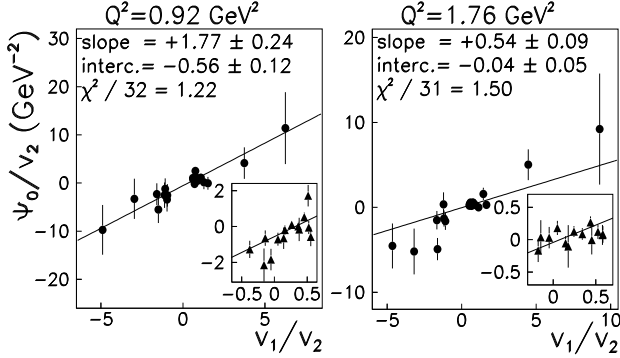 Q²=0.92 GeV²
Q²=1.76 GeV²
ψ₀/v₂ (GeV⁻²)
slope = +1.77 ± 0.24
interc.= −0.56 ± 0.12
χ² / 32 = 1.22
30
20
10
0
−10
−20
−5
0
5
v₁/v₂
2
0
−2
−0.5
0
0.5
slope = +0.54 ± 0.09
interc.= −0.04 ± 0.05
χ² / 31 = 1.50
20
10
0
−10
−5
0
5
10
v₁/v₂
0.5
0
−0.5
0
0.5